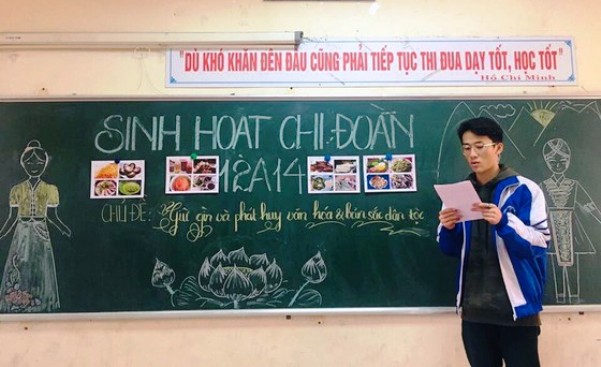 "DÙ KHÓ KHĂN ĐẾN ĐÂU CŨNG PHẢI TIẾP TỤC THI ĐUA DẠY TỐT, HỌC TỐT"
Hồ Chí Minh
SINH HOẠT CHI ĐOÀN
12A14
CHỦ ĐỀ: Giữ gìn và phát huy văn hóa & bản sắc dân tộc